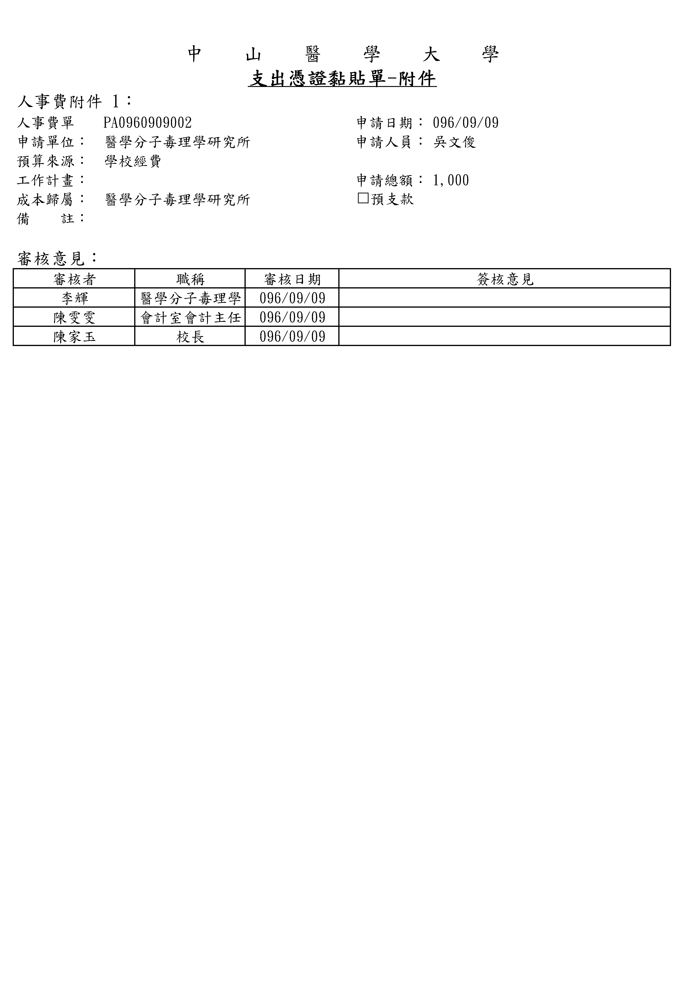 中山醫學大學
支出憑證黏貼單-附件
人事費附件 1：
人事費單 PA0960909002 申請日期： 096/09/09
申請單位： 醫學分子毒理學研究所 申請人員： 吳文俊
預算來源： 學校經費
工作計畫： 申請總額： 1,000
成本歸屬： 醫學分子毒理學研究所 □預支款
備 註：
審核意見：
審核者 職稱 審核日期 簽核意見
李輝 醫學分子毒理學 096/09/09
陳雯雯 會計室會計主任 096/09/09
陳家玉 校長 096/09/09